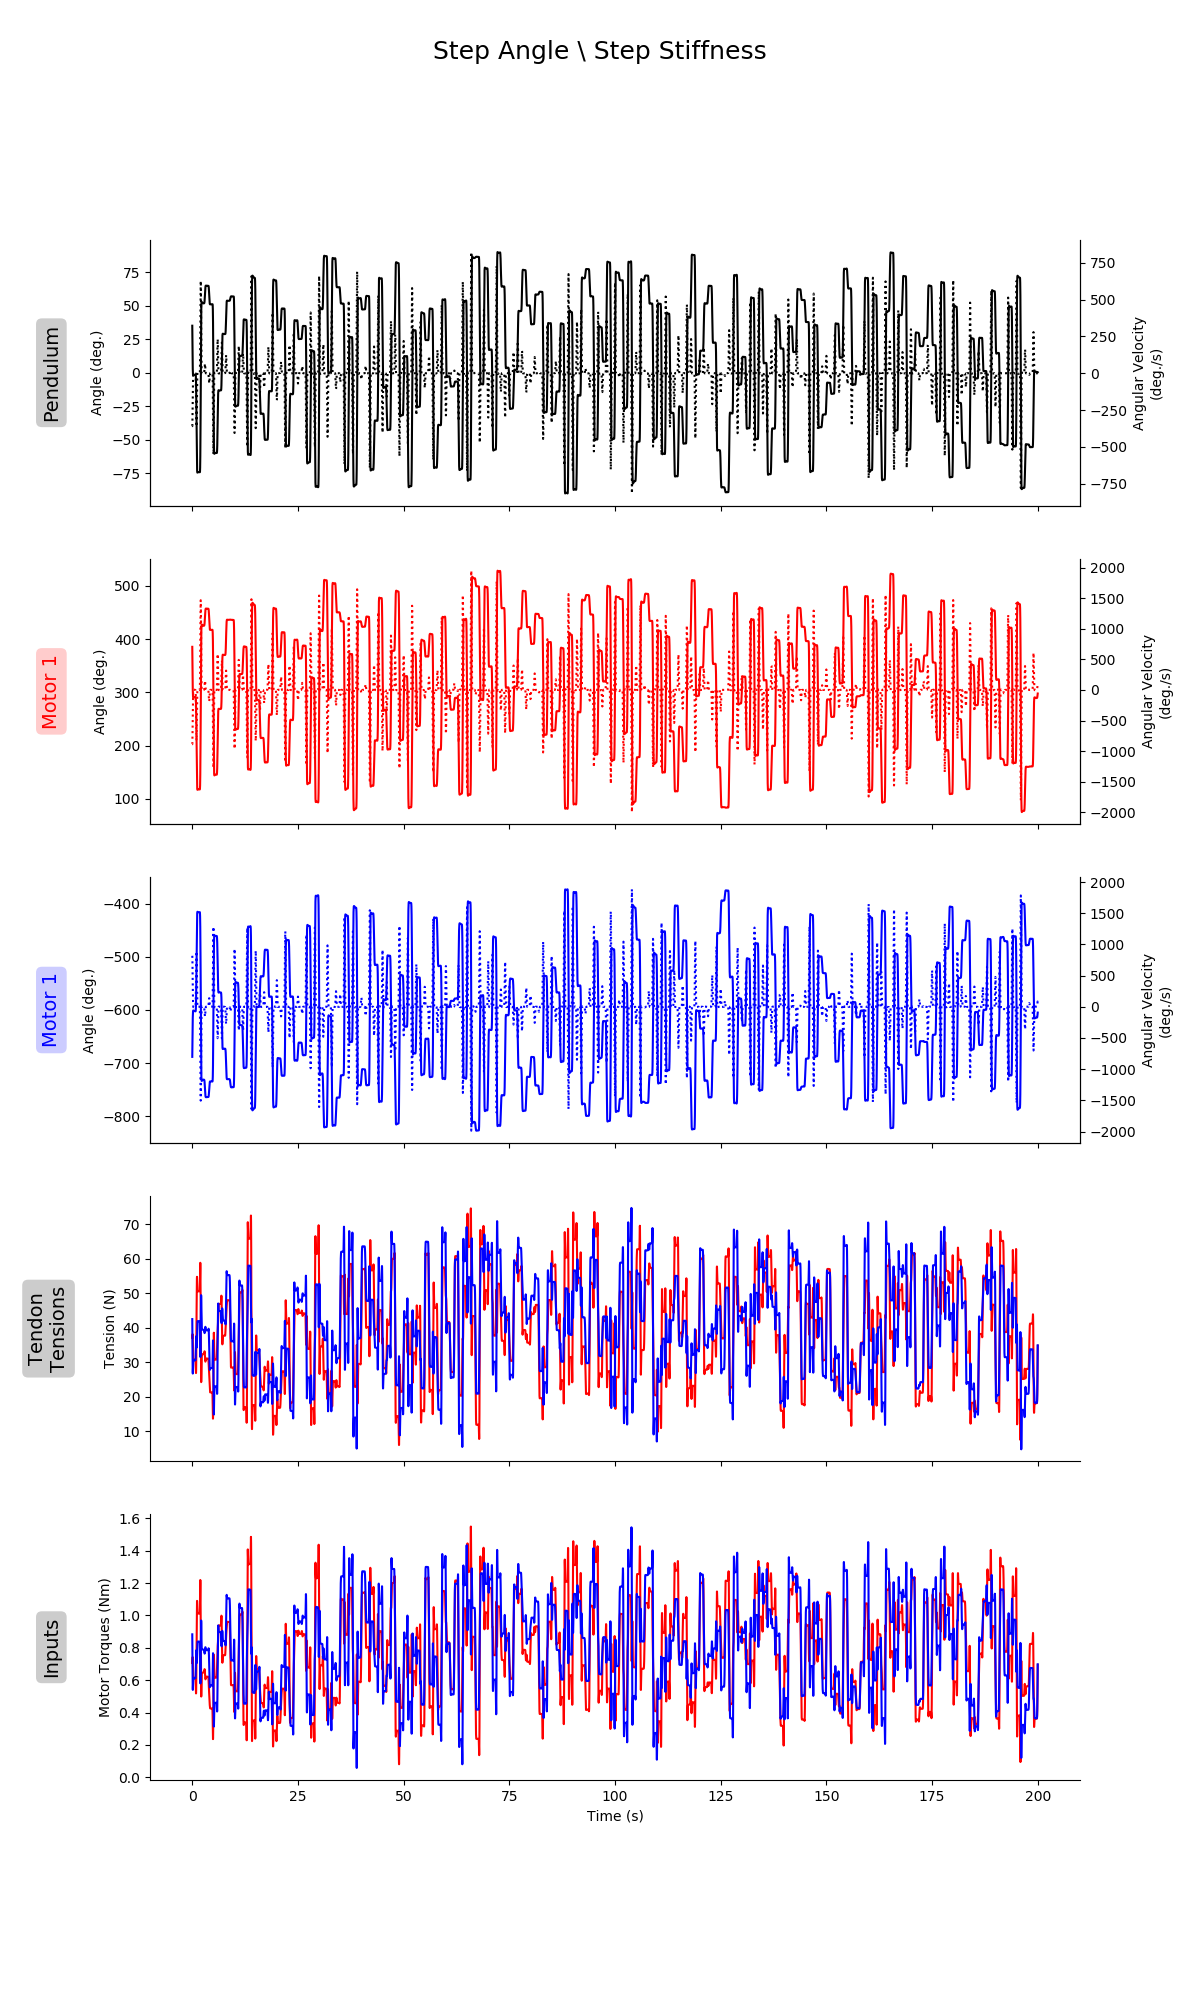 Step Angle \ Step Stiffness
Pendulum
Angle (deg.)
75
50
25
0
−25
−50
−75
750
500
250
0
−250
−500
−750
Angular Velocity
(deg./s)
Motor 1
Angle (deg.)
500
400
300
200
100
2000
1500
1000
500
0
−500
−1000
−1500
−2000
Angular Velocity
(deg./s)
Motor 1
Angle (deg.)
−400
−500
−600
−700
−800
2000
1500
1000
500
0
−500
−1000
−1500
−2000
Angular Velocity
(deg./s)
Tendon
Tensions
Tension (N)
70
60
50
40
30
20
10
Inputs
Motor Torques (Nm)
1.6
1.4
1.2
1.0
0.8
0.6
0.4
0.2
0.0
0 25 50 75 100 125 150 175 200
Time (s)